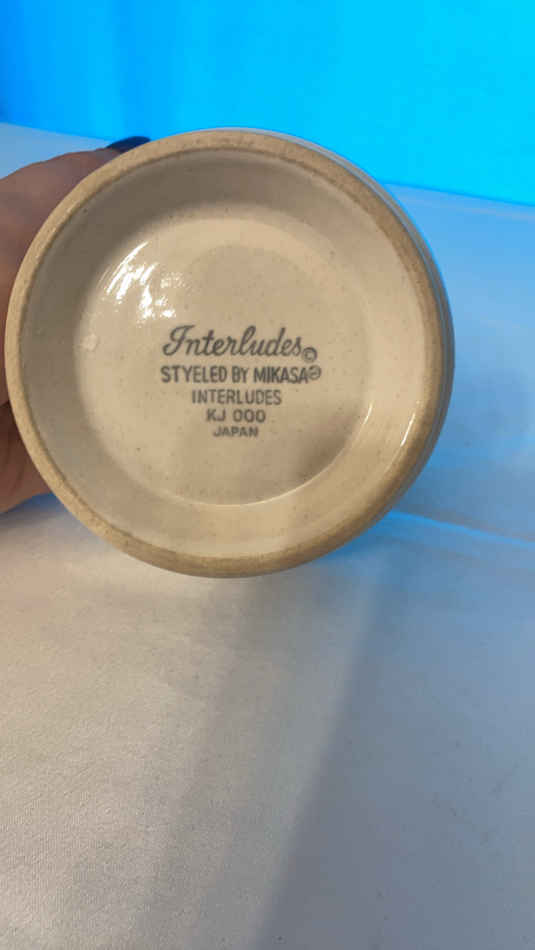 Interludes©
STYELED BY MIKASA®
INTERLUDES
KJ 000
JAPAN